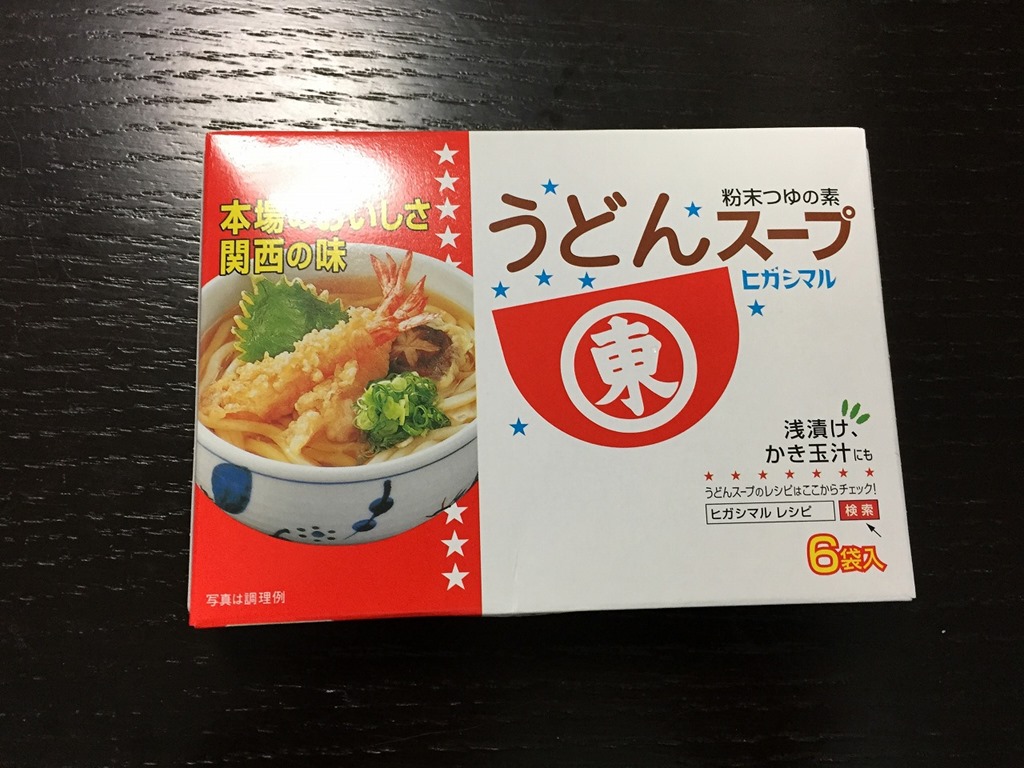 本場のおいしさ
関西の味
写真は調理例
粉末つゆの素
うどんスープ
ヒガシマル
東
浅漬け、
かき玉汁にも
うどんスープのレシピはここからチェック!
ヒガシマル レシピ 検索
6袋入